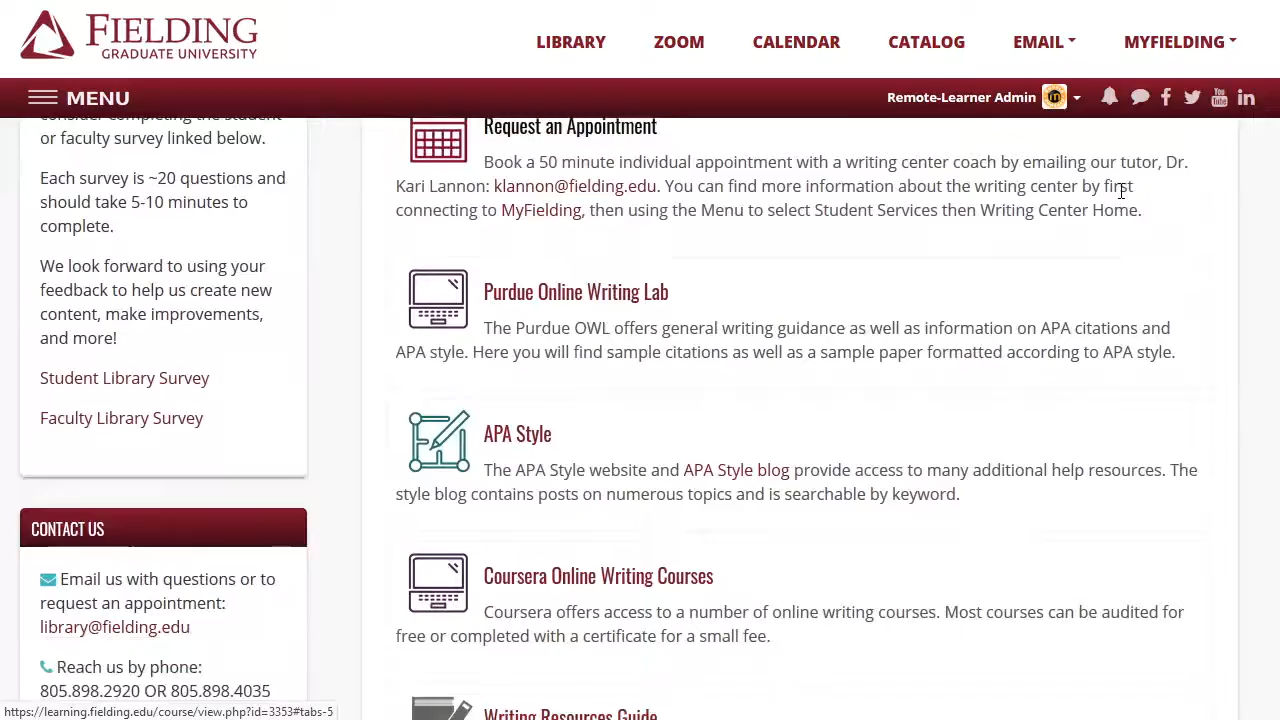 FIELDING
GRADUATE UNIVERSITY
LIBRARY ZOOM CALENDAR CATALOG EMAIL MYFIELDING
MENU
Remote-Learner Admin
consider completing the student
or faculty survey linked below.
Each survey is ~20 questions and
should take 5-10 minutes to
complete.
We look forward to using your
feedback to help us create new
content, make improvements,
and more!
Student Library Survey
Faculty Library Survey
CONTACT US
Email us with questions or to
request an appointment:
library@fielding.edu
Reach us by phone:
805.898.2920 OR 805.898.4035
Request an Appointment
Book a 50 minute individual appointment with a writing center coach by emailing our tutor, Dr.
Kari Lannon: klannon@fielding.edu. You can find more information about the writing center by first
connecting to MyFielding, then using the Menu to select Student Services then Writing Center Home.
Purdue Online Writing Lab
The Purdue OWL offers general writing guidance as well as information on APA citations and
APA style. Here you will find sample citations as well as a sample paper formatted according to APA style.
APA Style
The APA Style website and APA Style blog provide access to many additional help resources. The
style blog contains posts on numerous topics and is searchable by keyword.
Coursera Online Writing Courses
Coursera offers access to a number of online writing courses. Most courses can be audited for
free or completed with a certificate for a small fee.
Writing Resources Guide
https://learning.fielding.edu/course/view.php?id=3353#tabs-5